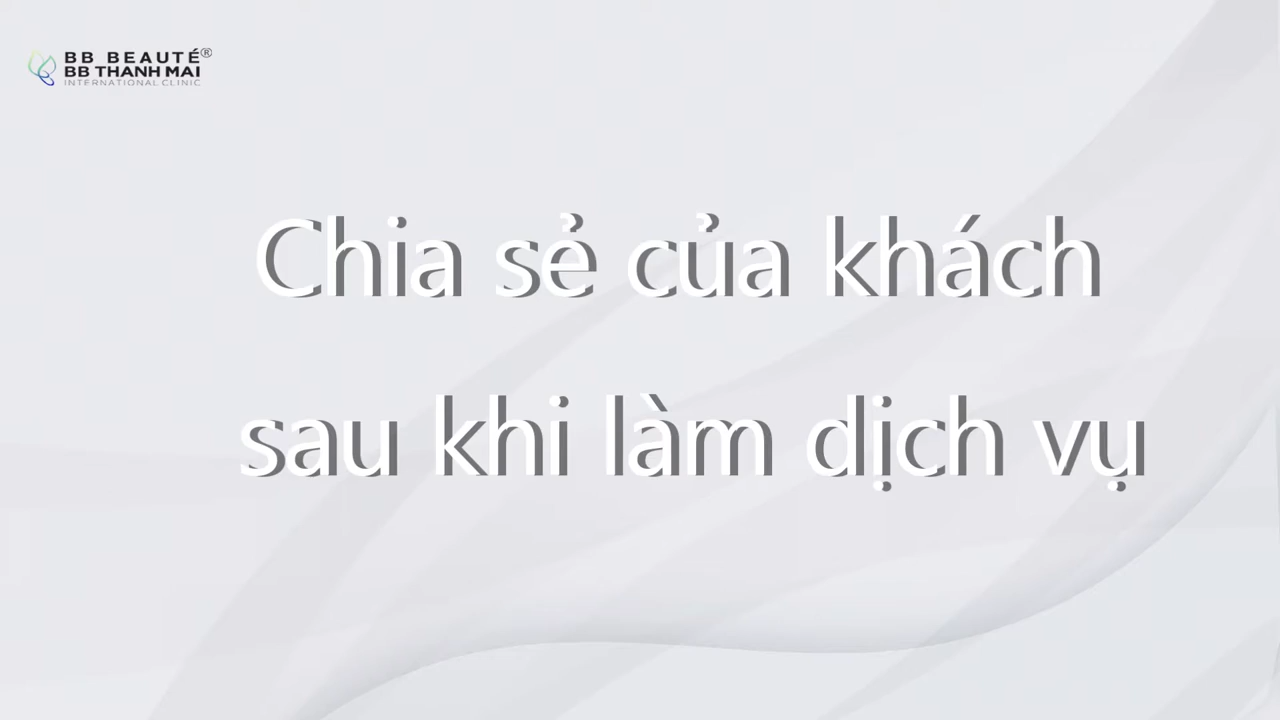 BB BEAUTÉ®
BB THANH MAI
INTERNATIONAL CLINIC
Chia sẻ của khách
sau khi làm dịch vụ